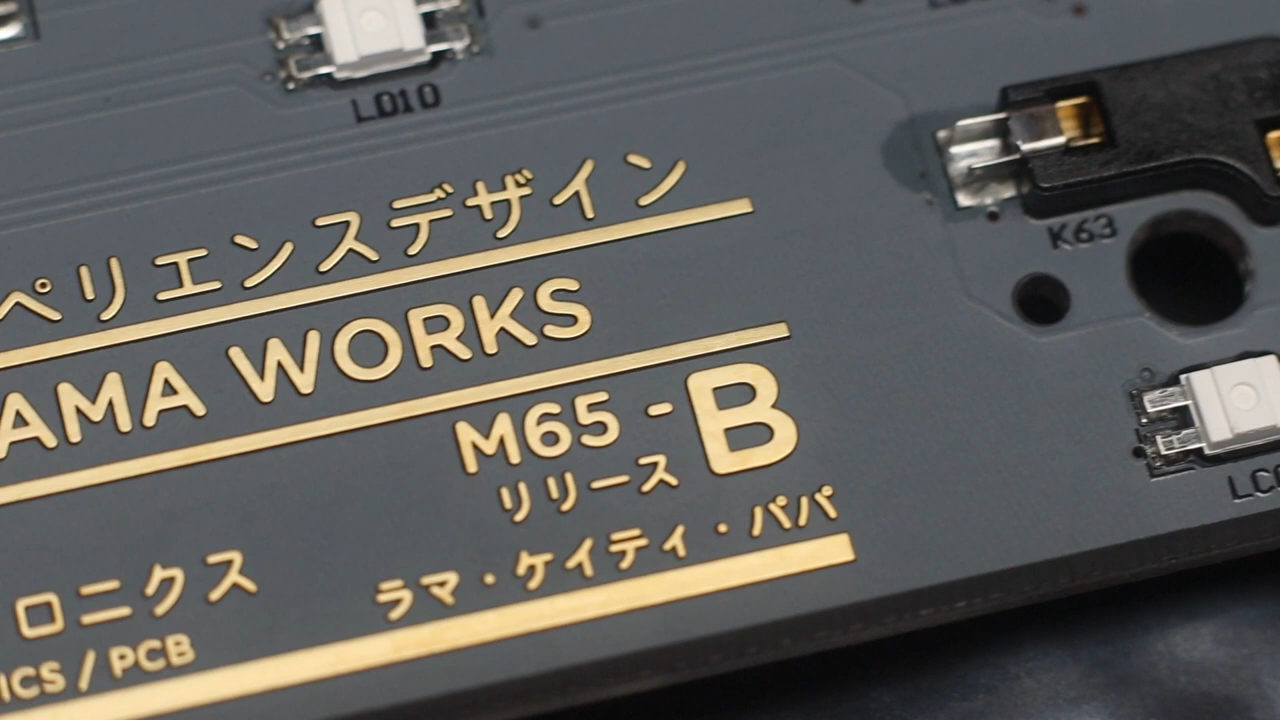 LD10
ペリエンスデザイン
K63
AMA WORKS
M65-B
リリース
ロニクス
ラマ・ケイティ・パパ
ICS / PCB